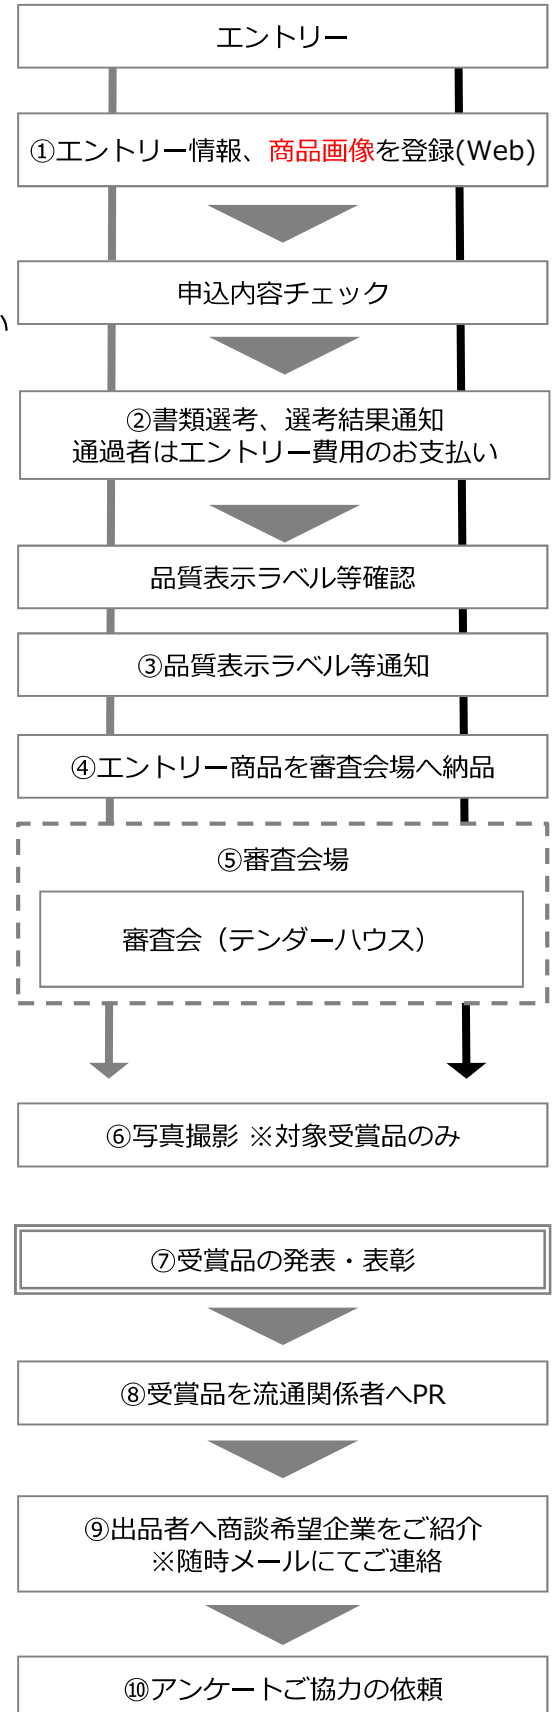 エントリー
①エントリー情報、商品画像を登録(Web)
申込内容チェック
い
②書類選考、選考結果通知
通過者はエントリー費用のお支払い
品質表示ラベル等確認
③品質表示ラベル等通知
④エントリー商品を審査会場へ納品
⑤審査会場
審査会（テンダーハウス）
⑥写真撮影 ※対象受賞品のみ
⑦受賞品の発表・表彰
⑧受賞品を流通関係者へPR
⑨出品者へ商談希望企業をご紹介
※随時メールにてご連絡
⑩アンケートご協力の依頼